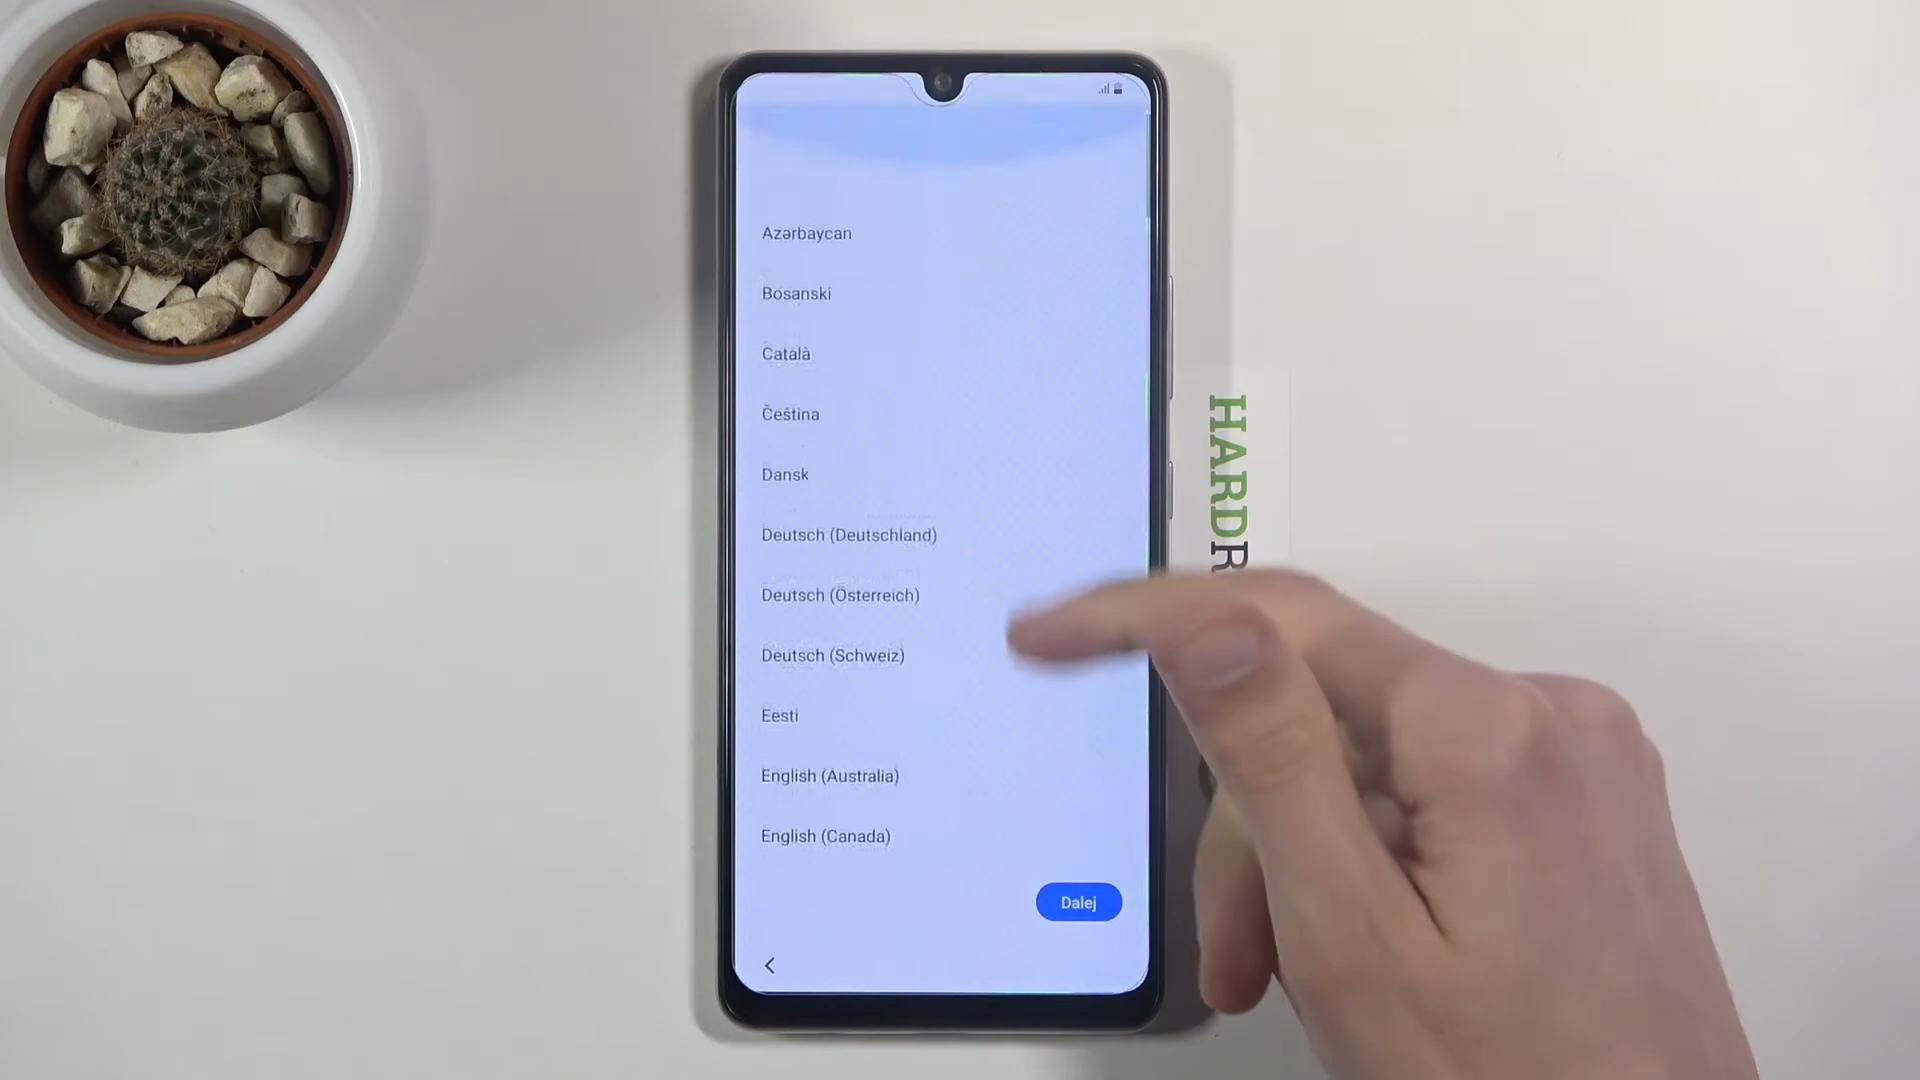 Azərbaycan
Bosanski
Català
Čeština
Dansk
Deutsch (Deutschland)
Deutsch (Österreich)
Deutsch (Schweiz)
Eesti
English (Australia)
English (Canada)
Dalej
HARDR